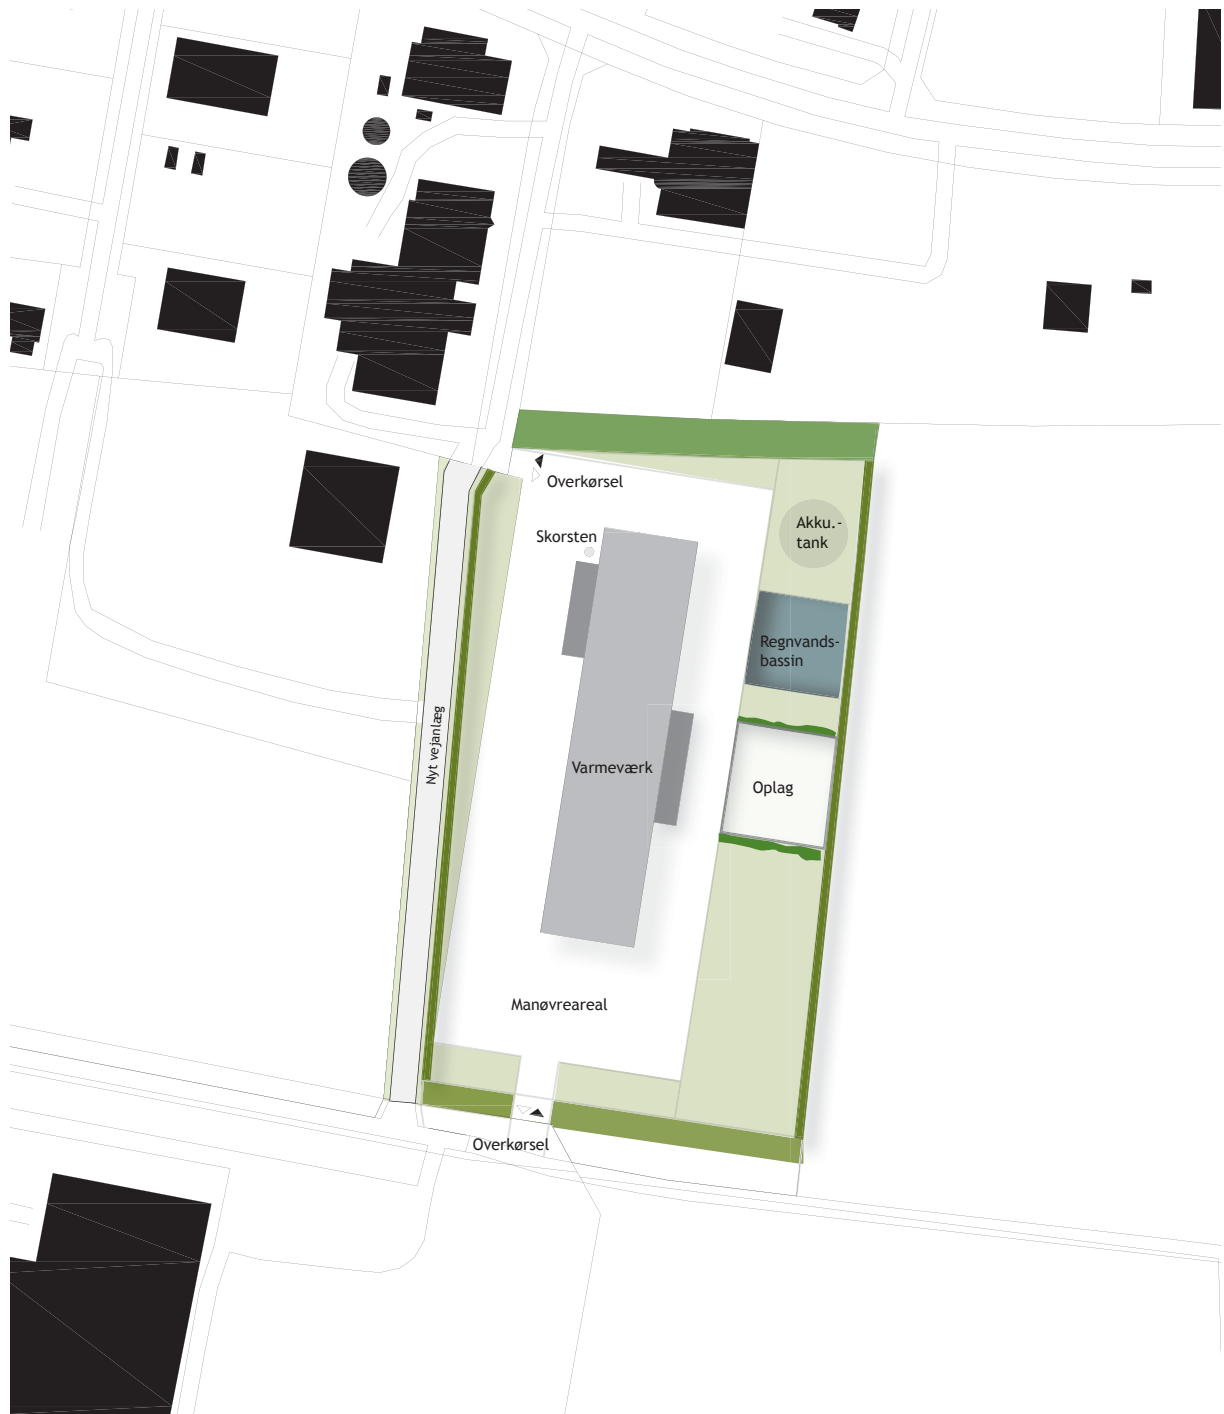 Overkørsel
Akku.-
tank
Skorsten
Regnvands-
bassin
Nyt vejanlæg
Varmeværk
Oplag
Manøvreareal
Overkørsel